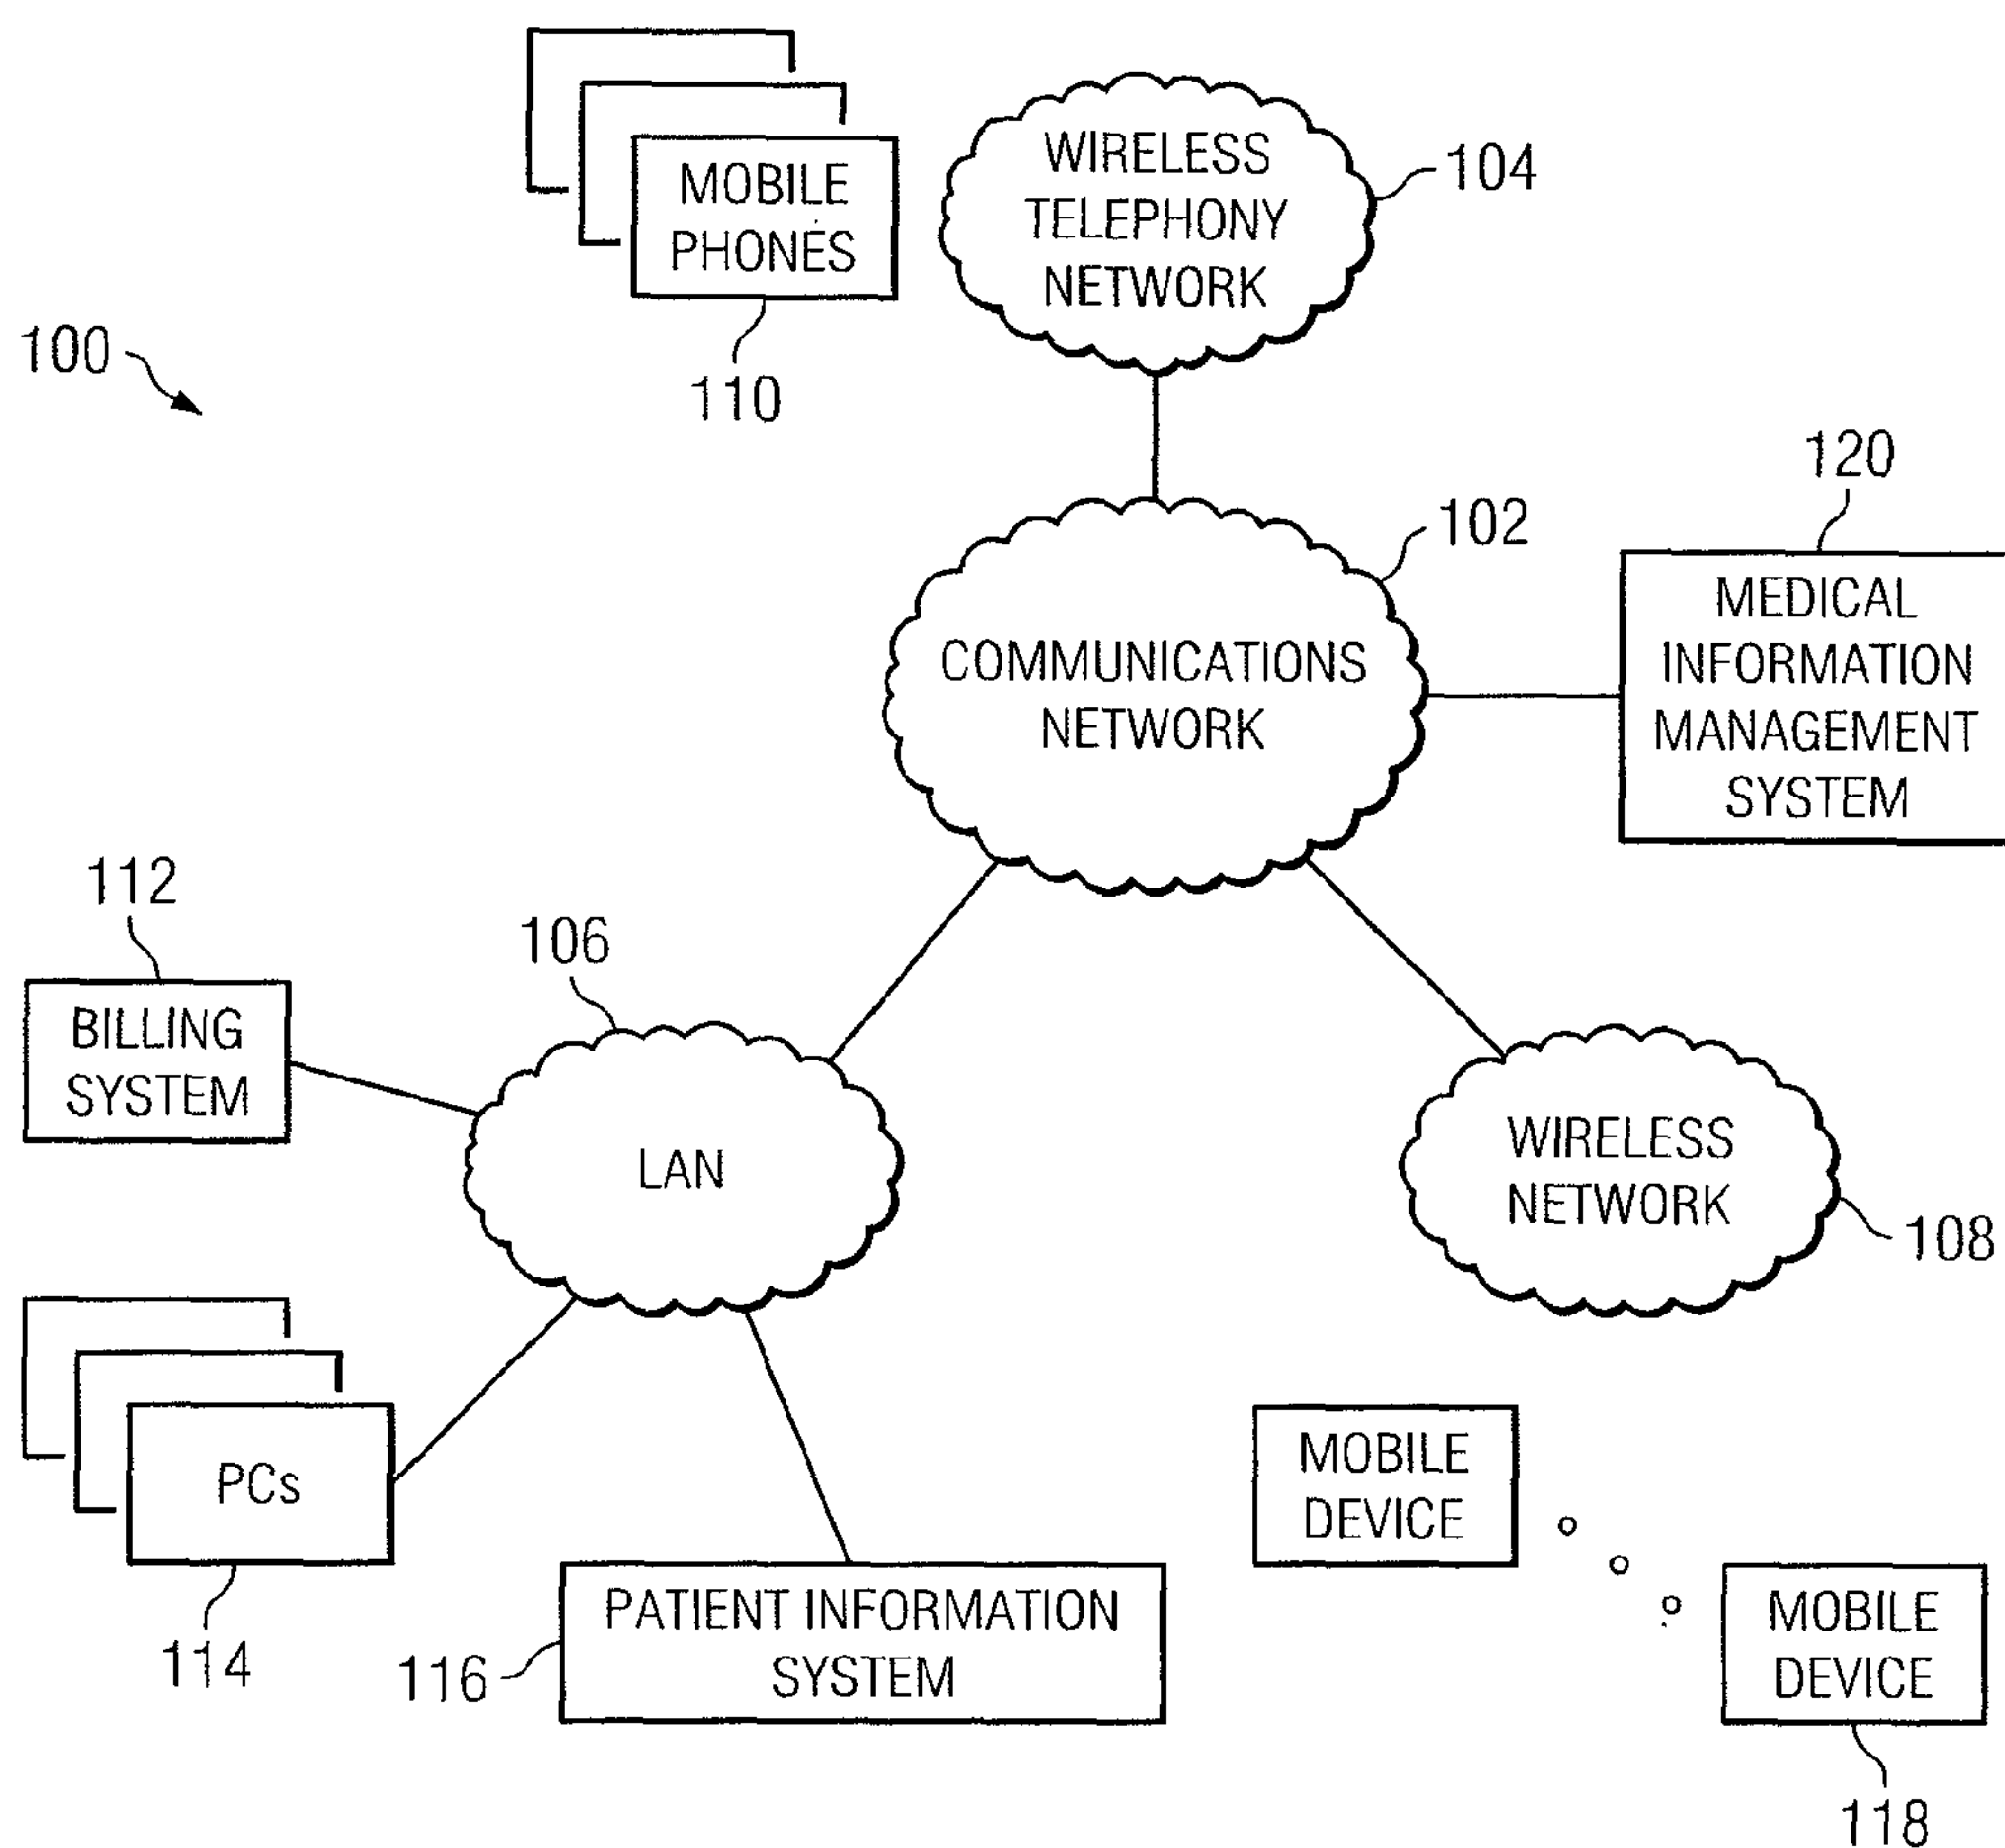 MOBILE
PHONES
110
WIRELESS
TELEPHONY
NETWORK
104
100
COMMUNICATIONS
NETWORK
102
120
MEDICAL
INFORMATION
MANAGEMENT
SYSTEM
112
BILLING
SYSTEM
106
LAN
WIRELESS
NETWORK
108
PCs
114
PATIENT INFORMATION
SYSTEM
116
MOBILE
DEVICE
MOBILE
DEVICE
118